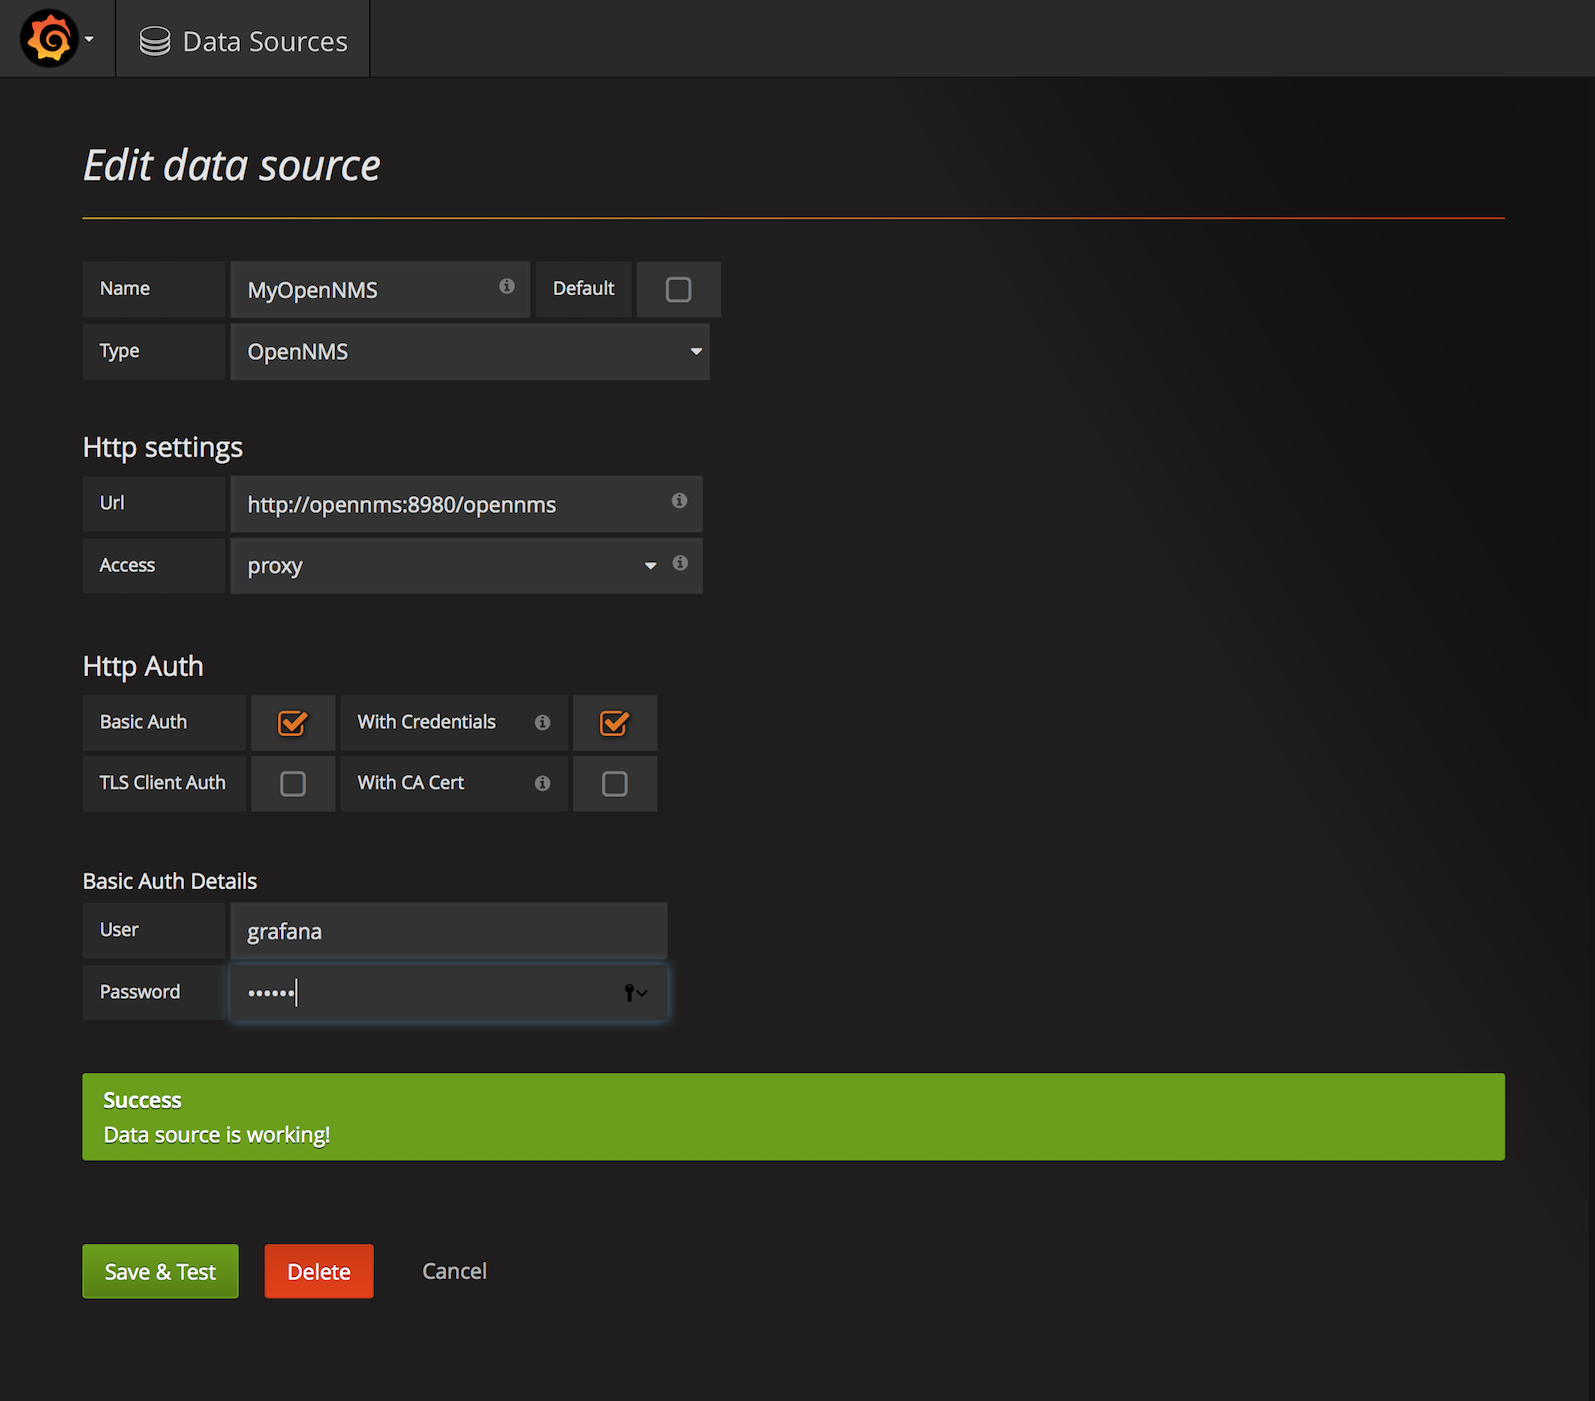 Data Sources
Edit data source
Name MyOpenNMS Default
Type OpenNMS
Http settings
Url http://opennms:8980/opennms
Access proxy
Http Auth
Basic Auth With Credentials
TLS Client Auth With CA Cert
Basic Auth Details
User grafana
Password ••••••
Success
Data source is working!
Save & Test Delete Cancel